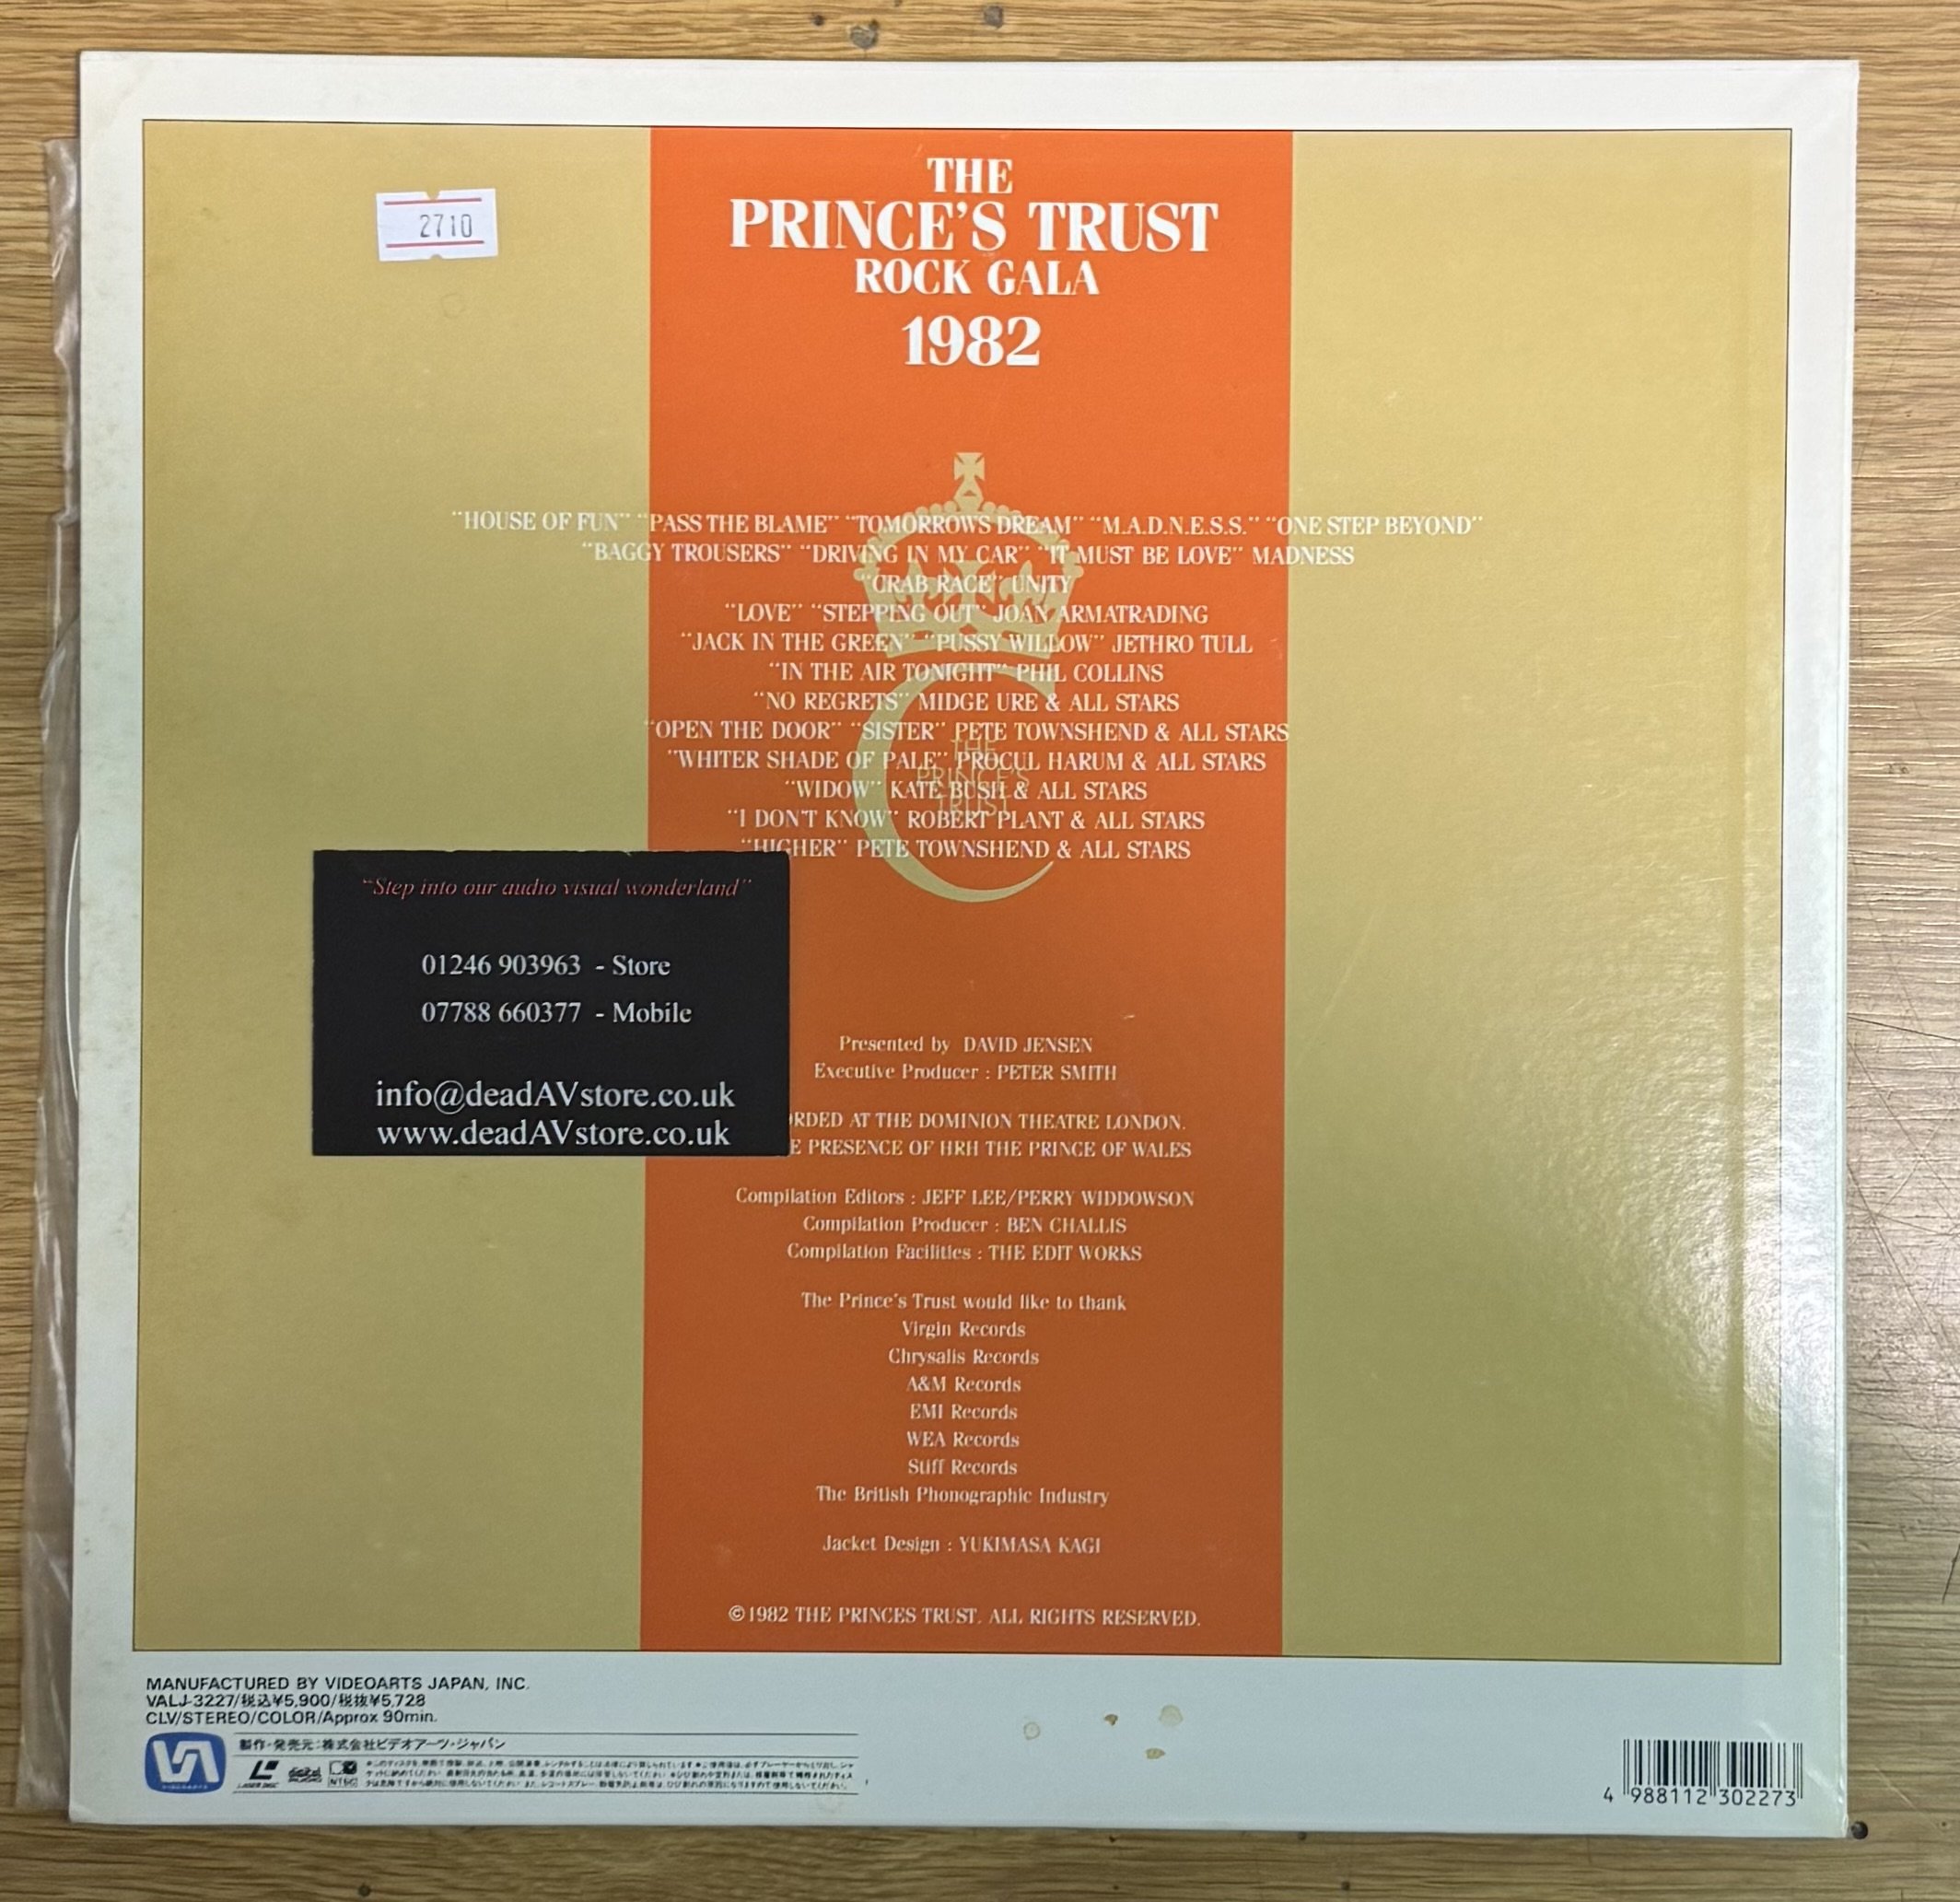 THE
PRINCE'S TRUST
ROCK GALA
1982
2710
"HOUSE OF FUN" "PASS THE BLAME" "TOMORROWS DREAM" "M.A.D.N.E.S.S." "ONE STEP BEYOND"
"BAGGY TROUSERS" "DRIVING IN MY CAR" "IT MUST BE LOVE" MADNESS
"CRAB RACE" UNITY
"LOVE" "STEPPING OUT" JOAN ARMATRADING
"JACK IN THE GREEN" "PUSSY WILLOW" JETHRO TULL
"IN THE AIR TONIGHT" PHIL COLLINS
"NO REGRETS" MIDGE URE & ALL STARS
"OPEN THE DOOR" "SISTER" PETE TOWNSHEND & ALL STARS
"WHITER SHADE OF PALE" PROCUL HARUM & ALL STARS
"WIDOW" KATE BUSH & ALL STARS
"I DON'T KNOW" ROBERT PLANT & ALL STARS
"HIGHER" PETE TOWNSHEND & ALL STARS
THE
PRINCE'S
TRUST
"Step into our audio visual wonderland"
01246 903963 - Store
07788 660377 - Mobile
info@deadAVstore.co.uk
www.deadAVstore.co.uk
Presented by DAVID JENSEN
Executive Producer : PETER SMITH
RDED AT THE DOMINION THEATRE LONDON.
E PRESENCE OF HRH THE PRINCE OF WALES
Compilation Editors : JEFF LEE/PERRY WIDDOWSON
Compilation Producer : BEN CHALLIS
Compilation Facilities : THE EDIT WORKS
The Prince's Trust would like to thank
Virgin Records
Chrysalis Records
A&M Records
EMI Records
WEA Records
Stiff Records
The British Phonographic Industry
Jacket Design : YUKIMASA KAGI
©1982 THE PRINCES TRUST. ALL RIGHTS RESERVED.
MANUFACTURED BY VIDEOARTS JAPAN, INC.
VALJ-3227/税込¥5,900/税抜¥5,728
CLV/STEREO/COLOR/Approx 90min.
製作・発売元：株式会社ビデオアーツ・ジャパン
LASER DISC
NTSC
4 988112 302273